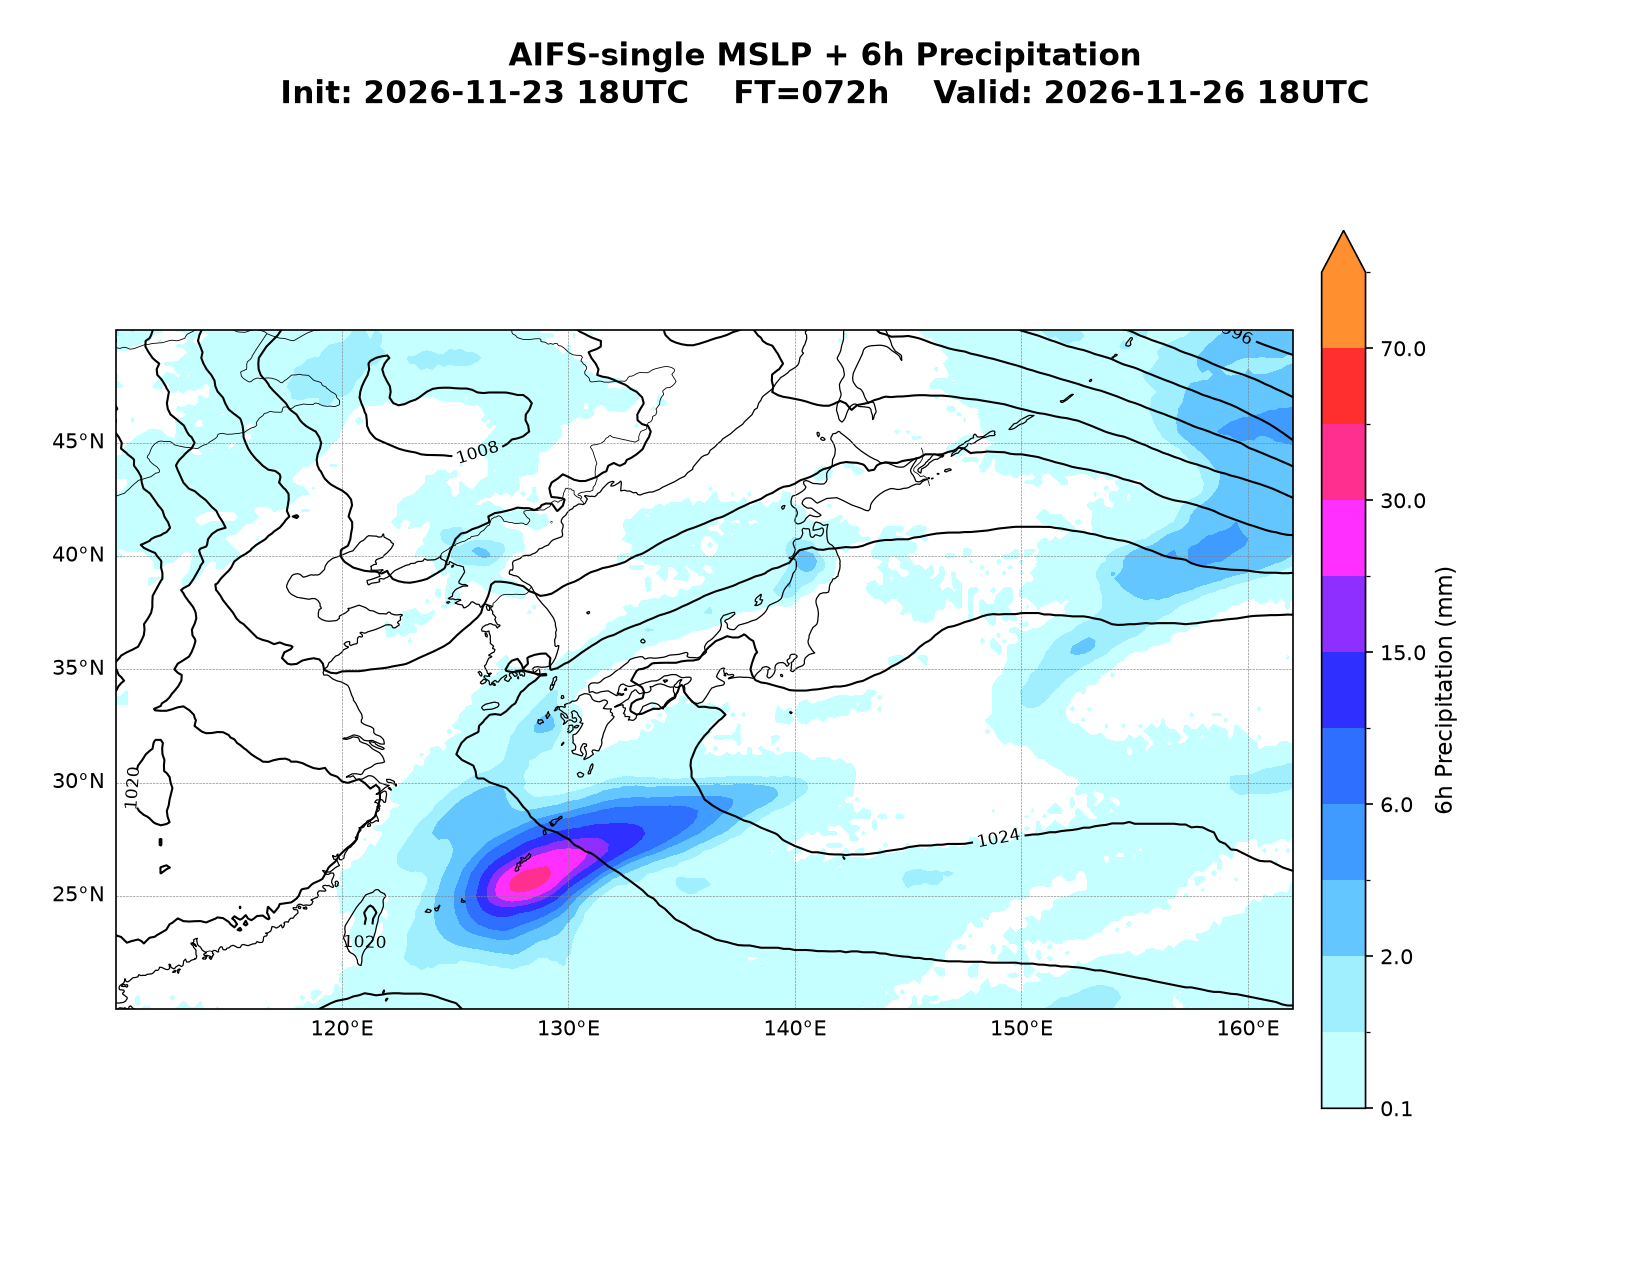 AIFS-single MSLP + 6h Precipitation
Init: 2026-11-23 18UTC    FT=072h    Valid: 2026-11-26 18UTC
996
1008
1020
1020
1024
45°N
40°N
35°N
30°N
25°N
120°E
130°E
140°E
150°E
160°E
70.0
30.0
15.0
6.0
2.0
0.1
6h Precipitation (mm)